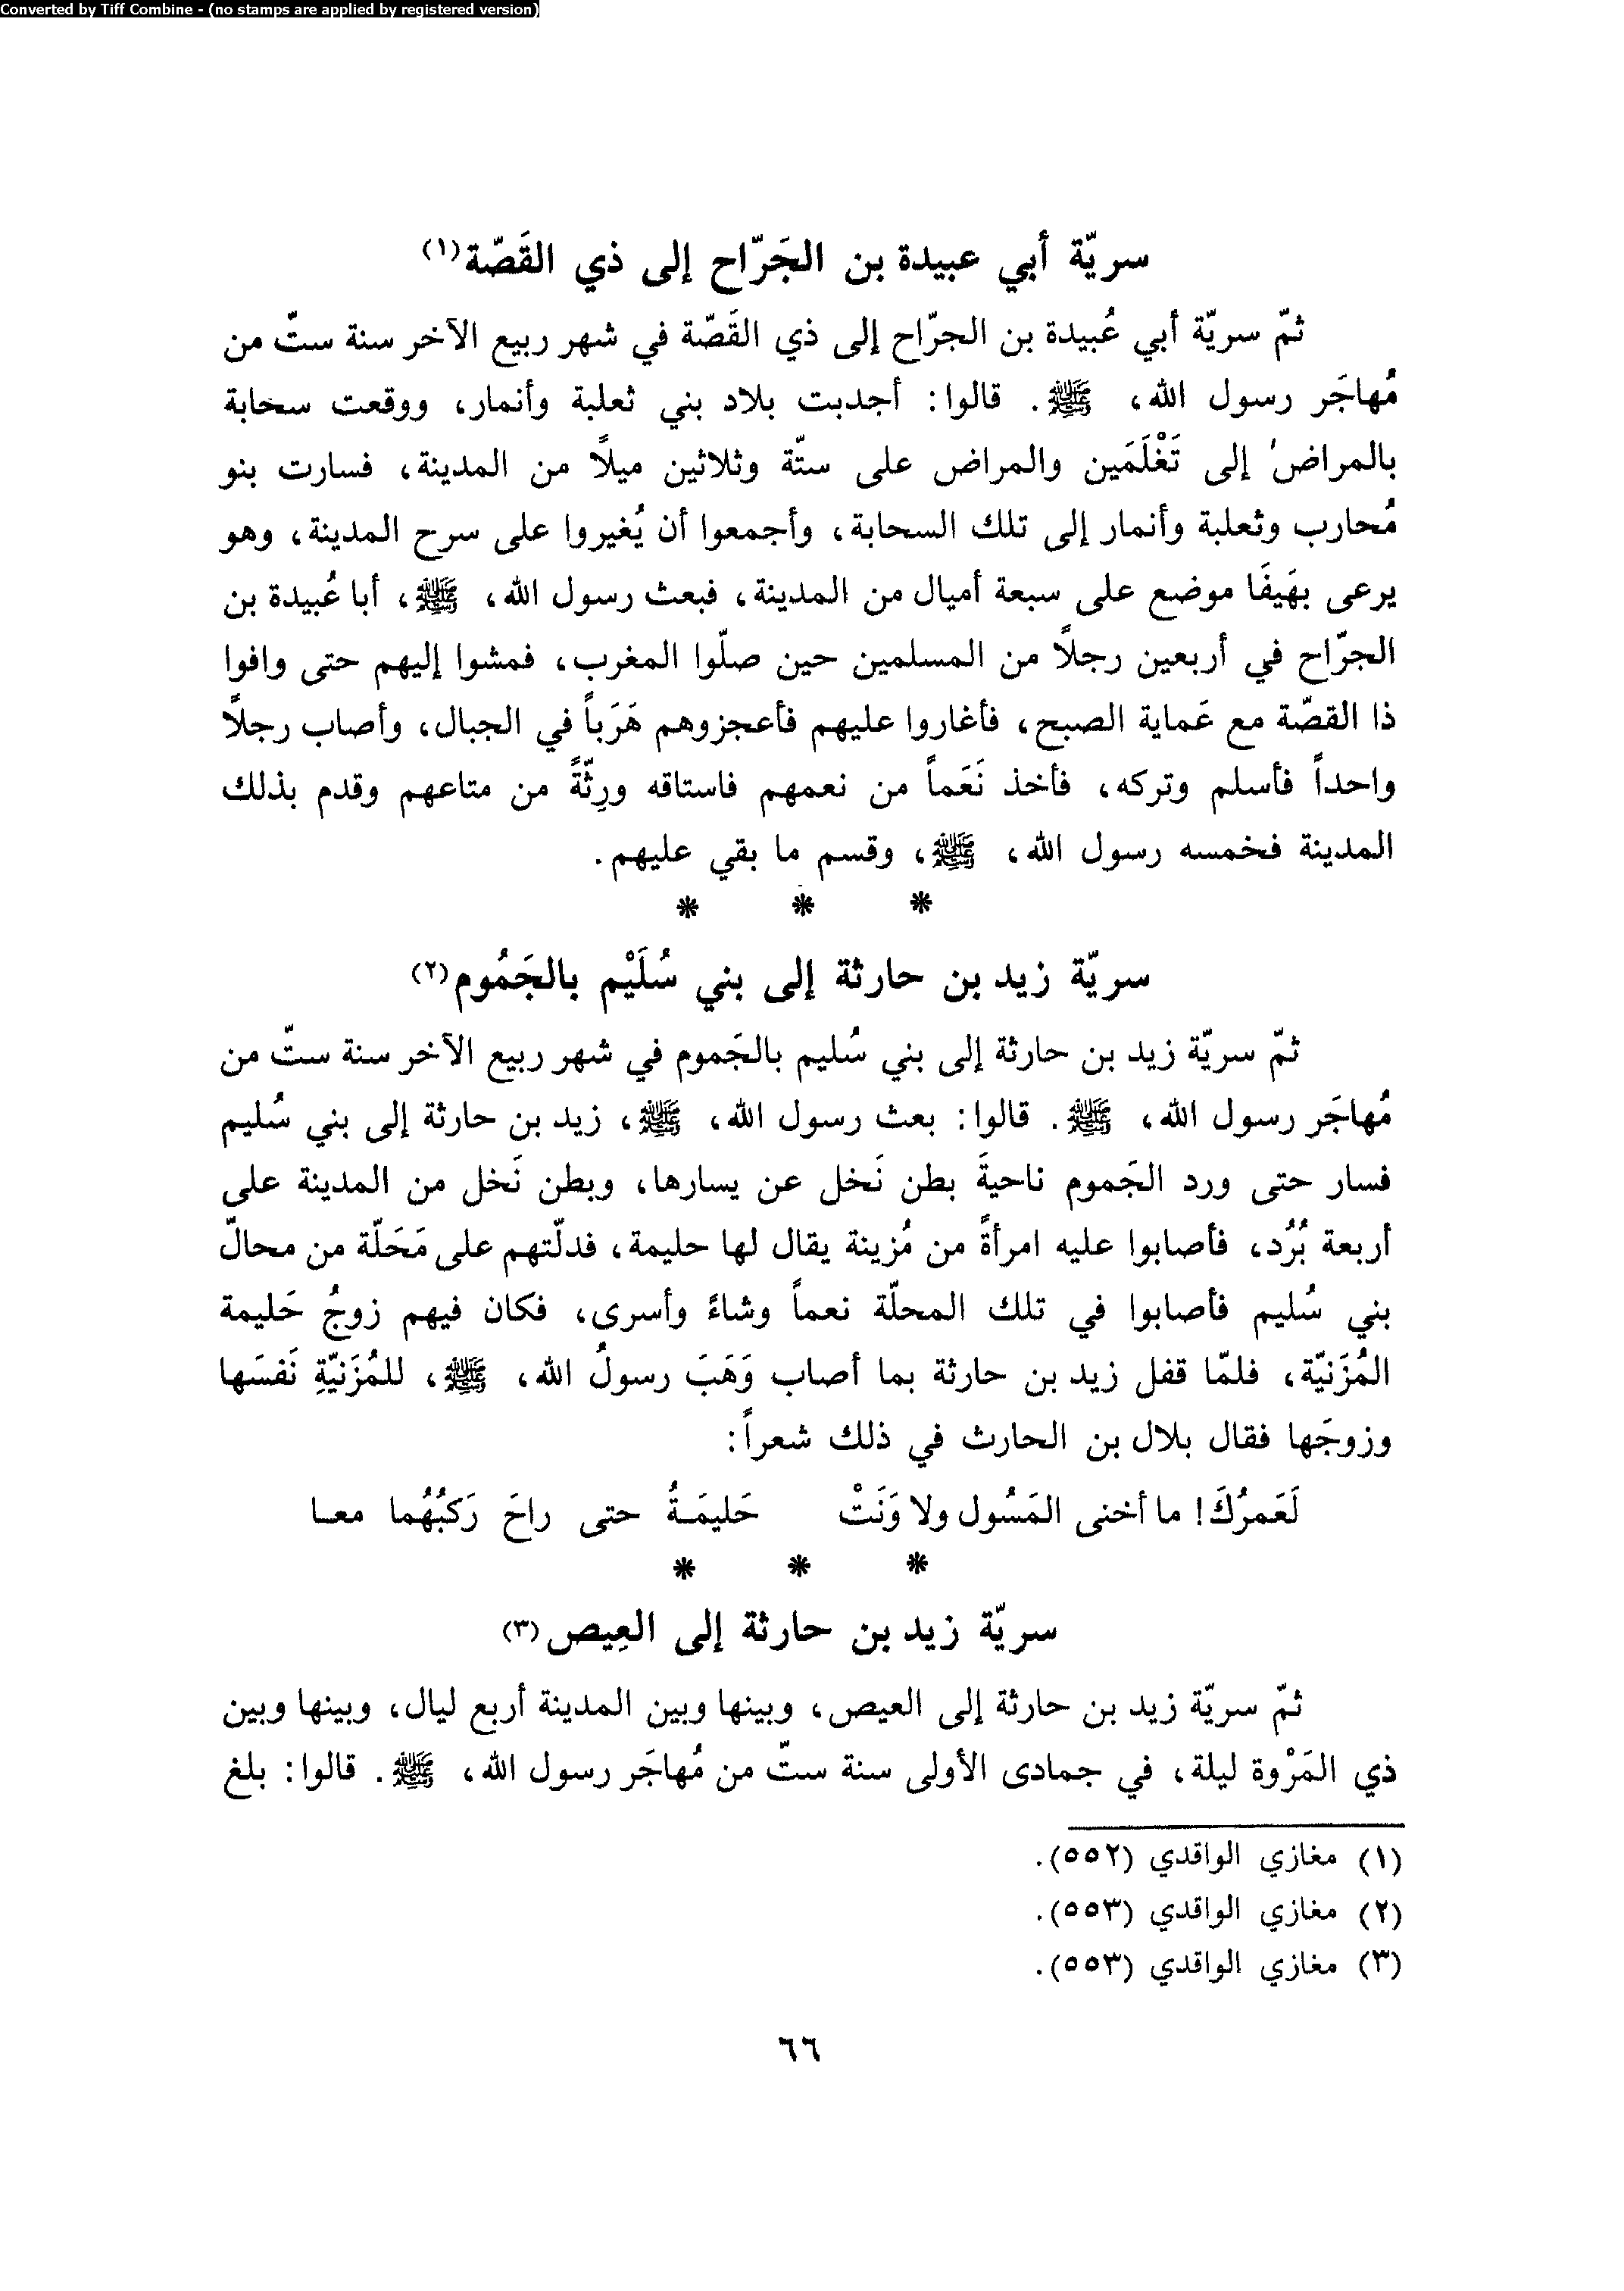 Converted by Tiff Combine - (no stamps are applied by registered version)
سريّة أبي عبيدة بن الجَرّاح إلى ذي القَصّة(١)
ثمّ سريّة أبي عُبيدة بن الجرّاح إلى ذي القَصّة في شهر ربيع الآخر سنة ستّ من
مُهاجَر رسول الله، ﷺ. قالوا: أجدبت بلاد بني ثعلبة وأنمار، ووقعت سحابة
بالمراض إلى تَغْلَمَين والمراض على ستّة وثلاثين ميلًا من المدينة، فسارت بنو
مُحارب وثعلبة وأنمار إلى تلك السحابة، وأجمعوا أن يُغيروا على سرح المدينة، وهو
يرعى بهَيفَا موضع على سبعة أميال من المدينة، فبعث رسول الله، ﷺ، أبا عُبيدة بن
الجرّاح في أربعين رجلًا من المسلمين حين صلّوا المغرب، فمشوا إليهم حتى وافوا
ذا القصّة مع عَماية الصبح، فأغاروا عليهم فأعجزوهم هَرَباً في الجبال، وأصاب رجلًا
واحداً فأسلم وتركه، فأخذ نَعَماً من نعمهم فاستاقه ورِثّةً من متاعهم وقدم بذلك
المدينة فخمسه رسول الله، ﷺ، وقسم ما بقي عليهم.
* * *
سريّة زيد بن حارثة إلى بني سُلَيْم بالجَمُوم(٢)
ثمّ سريّة زيد بن حارثة إلى بني سُليم بالجَموم في شهر ربيع الآخر سنة ستّ من
مُهاجَر رسول الله، ﷺ. قالوا: بعث رسول الله، ﷺ، زيد بن حارثة إلى بني سُليم
فسار حتى ورد الجَموم ناحيةَ بطن نَخل عن يسارها، وبطن نَخل من المدينة على
أربعة بُرُد، فأصابوا عليه امرأةً من مُزينة يقال لها حليمة، فدلّتهم على مَحَلّة من محالّ
بني سُليم فأصابوا في تلك المحلّة نعماً وشاءً وأسرى، فكان فيهم زوجُ حَليمة
المُزَنيّة، فلمّا قفل زيد بن حارثة بما أصاب وَهَبَ رسولُ الله، ﷺ، للمُزَنيّةِ نَفسَها
وزوجَها فقال بلال بن الحارث في ذلك شعراً:
لَعَمرُكَ! ما أخنى المَسُول ولا وَنَتْ حَليمَـةُ حتى راحَ رَكبُهُما معـا
* * *
سريّة زيد بن حارثة إلى العِيص(٣)
ثمّ سريّة زيد بن حارثة إلى العيص، وبينها وبين المدينة أربع ليال، وبينها وبين
ذي المَرْوة ليلة، في جمادى الأولى سنة ستّ من مُهاجَر رسول الله، ﷺ. قالوا: بلغ
(١) مغازي الواقدي (٥٥٢).
(٢) مغازي الواقدي (٥٥٣).
(٣) مغازي الواقدي (٥٥٣).
٦٦